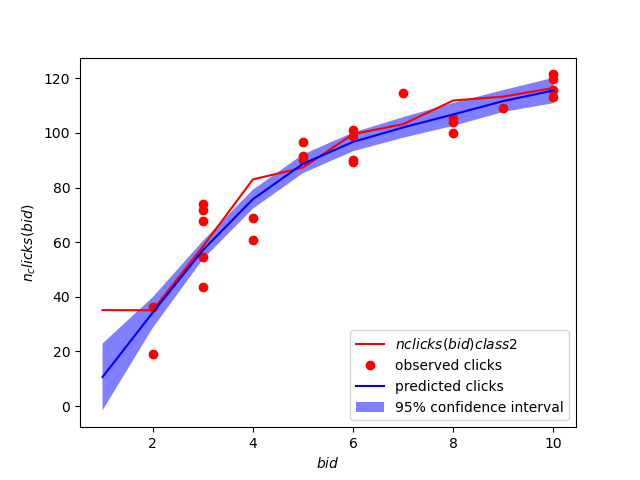 120
100
80
60
40
20
0
n_clicks(bid)
2
4
6
8
10
bid
nclicks(bid)class2
observed clicks
predicted clicks
95% confidence interval